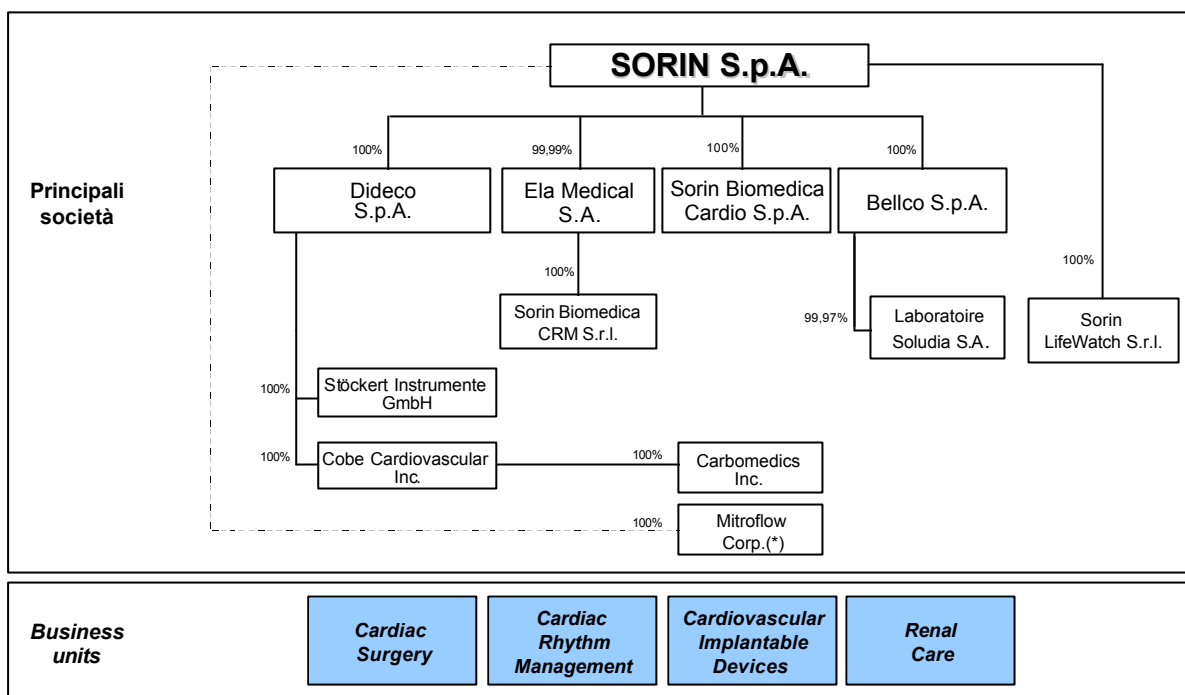 SORIN S.p.A.
100%
99,99%
100%
100%
Principali
società
Dideco
S.p.A.
Ela Medical
S.A.
Sorin Biomedica
Cardio S.p.A.
Bellco S.p.A.
100%
100%
Sorin Biomedica
CRM S.r.l.
99,97%
Laboratoire
Soludia S.A.
Sorin
LifeWatch S.r.l.
100%
Stöckert Instrumente
GmbH
100%
Cobe Cardiovascular
Inc.
100%
Carbomedics
Inc.
100%
Mitroflow
Corp.(*)
Business
units
Cardiac
Surgery
Cardiac
Rhythm
Management
Cardiovascular
Implantable
Devices
Renal
Care